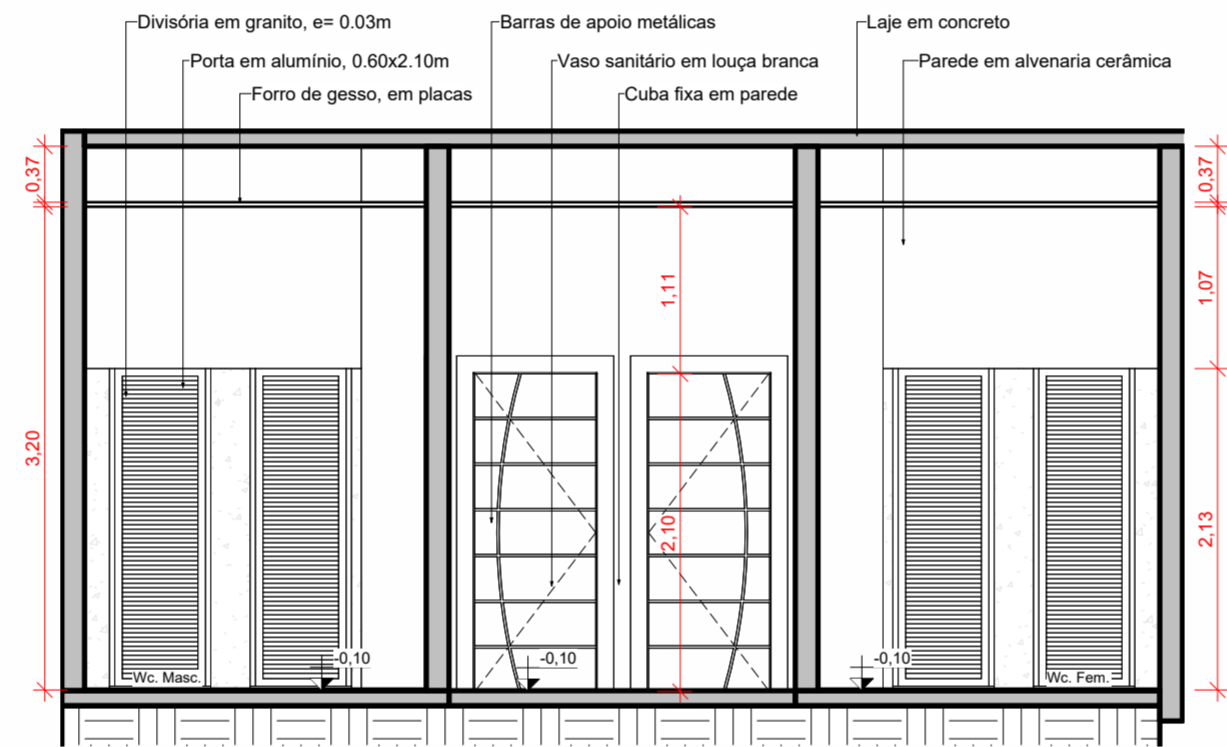 Divisória em granito, e= 0.03m
Barras de apoio metálicas
Laje em concreto
Porta em alumínio, 0.60x2.10m
Vaso sanitário em louça branca
Parede em alvenaria cerâmica
Forro de gesso, em placas
Cuba fixa em parede
0,37
0,37
1,11
1,07
3,20
2,10
2,13
-0,10
-0,10
-0,10
Wc. Masc.
Wc. Fem.